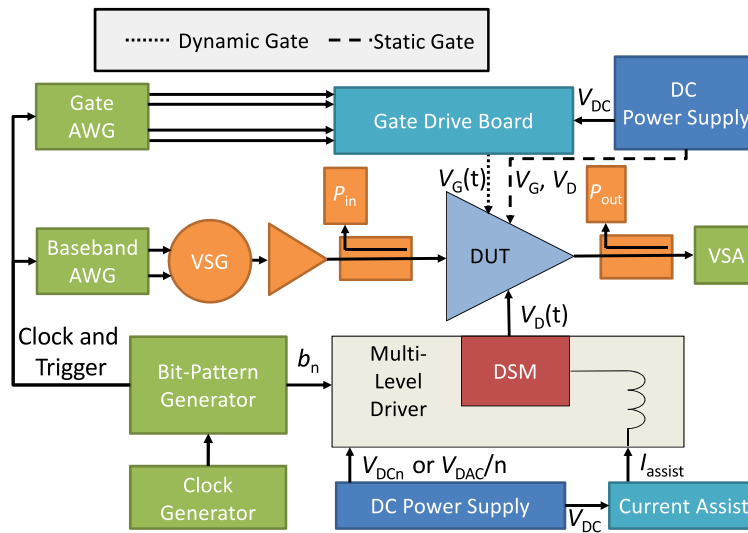 Dynamic Gate
Static Gate
Gate
AWG
Gate Drive Board
V_DC
DC
Power Supply
V_G(t)
V_G, V_D
P_in
P_out
Baseband
AWG
VSG
DUT
VSA
V_D(t)
Clock and
Trigger
Bit-Pattern
Generator
b_n
Multi-
Level
Driver
DSM
Clock
Generator
V_DCn or V_DAC/n
I_assist
DC Power Supply
V_DC
Current Assist